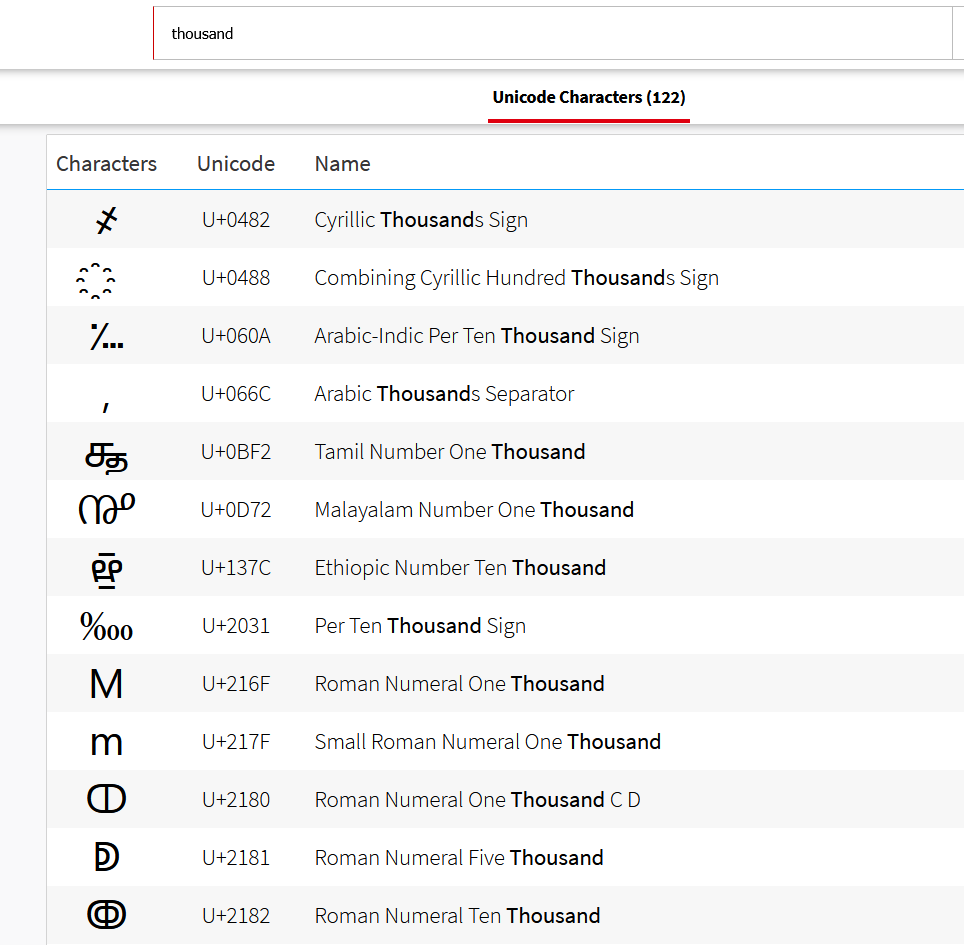 thousand
Unicode Characters (122)
Characters Unicode Name
҂ U+0482 Cyrillic Thousands Sign
◌҈ U+0488 Combining Cyrillic Hundred Thousands Sign
؊ U+060A Arabic-Indic Per Ten Thousand Sign
٬ U+066C Arabic Thousands Separator
௲ U+0BF2 Tamil Number One Thousand
൲ U+0D72 Malayalam Number One Thousand
፼ U+137C Ethiopic Number Ten Thousand
‱ U+2031 Per Ten Thousand Sign
Ⅿ U+216F Roman Numeral One Thousand
ⅿ U+217F Small Roman Numeral One Thousand
ↀ U+2180 Roman Numeral One Thousand C D
ↁ U+2181 Roman Numeral Five Thousand
ↂ U+2182 Roman Numeral Ten Thousand